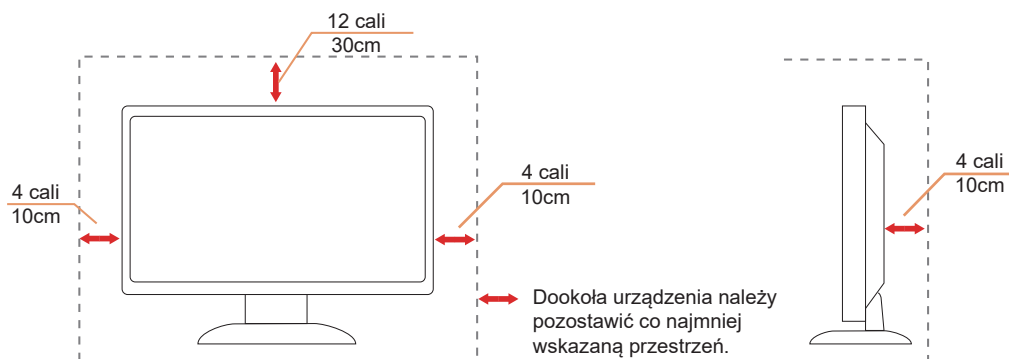 12 cali
30cm
4 cali
10cm
4 cali
10cm
4 cali
10cm
Dookoła urządzenia należy
pozostawić co najmniej
wskazaną przestrzeń.